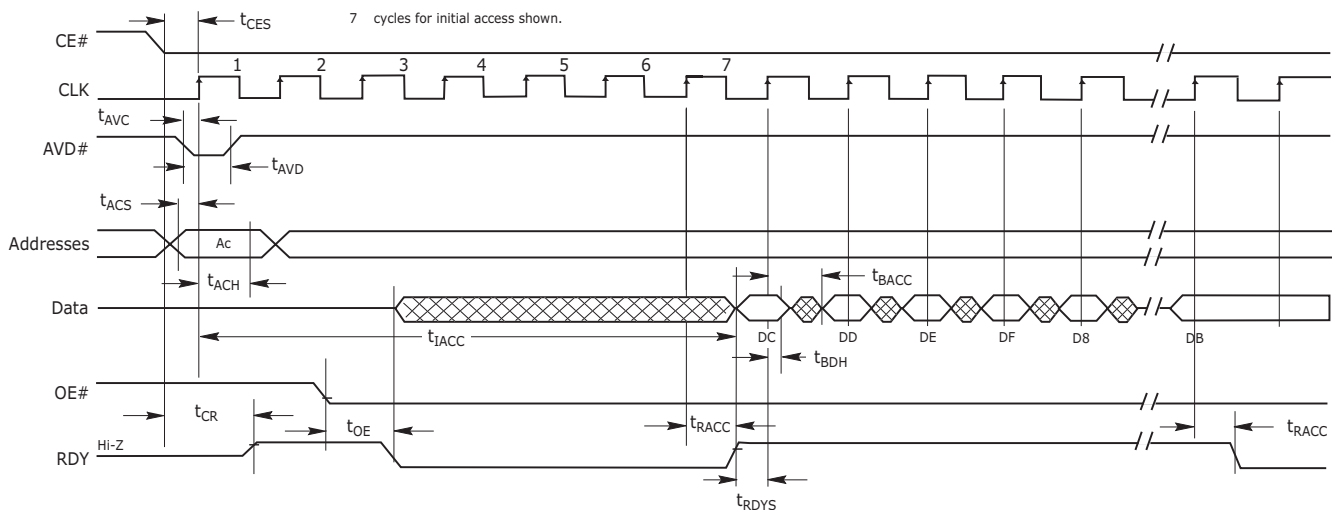 7 cycles for initial access shown.
tCES
CE#
1 2 3 4 5 6 7
CLK
tAVC
AVD#
tAVD
tACS
Addresses
Ac
tACH
tBACC
Data
tIACC
DC DD DE DF D8 DB
tBDH
OE#
tCR
tOE
tRACC
tRACC
Hi-Z
RDY
tRDYS